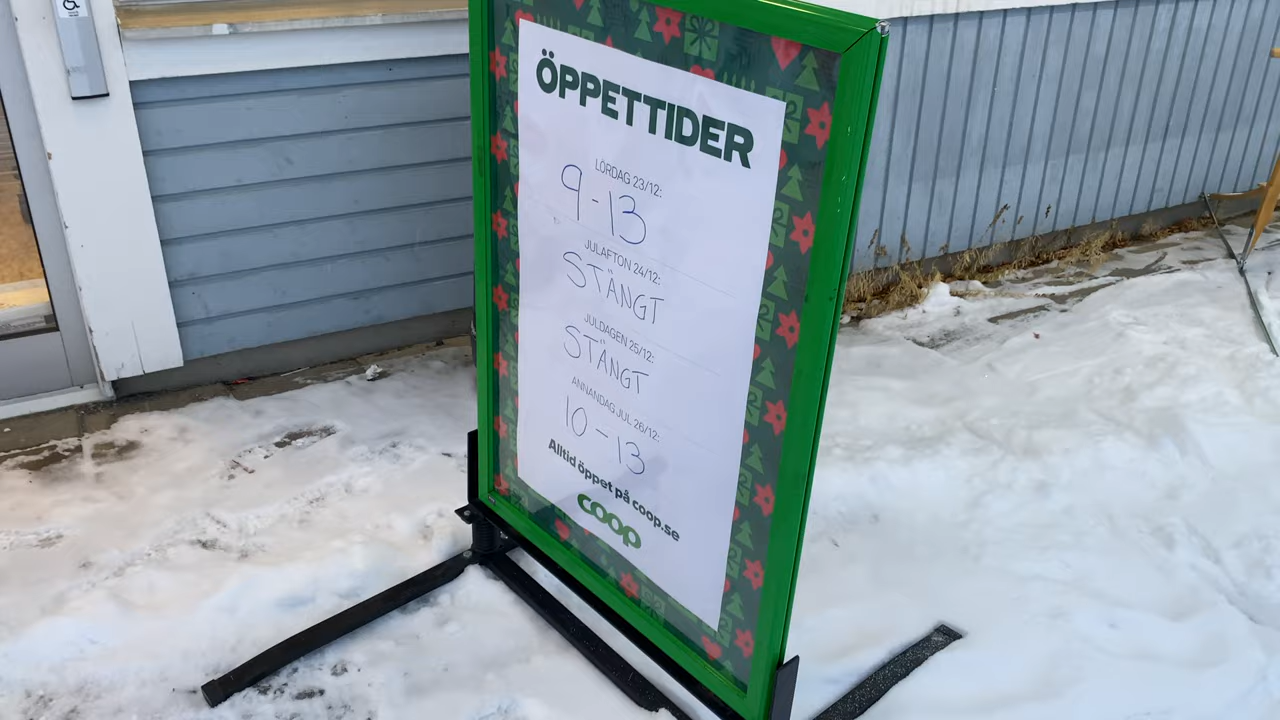 ÖPPETTIDER
LÖRDAG 23/12:
9-13
JULAFTON 24/12:
STÄNGT
JULDAGEN 25/12:
STÄNGT
ANNANDAG JUL 26/12:
10-13
Alltid öppet på coop.se
coop